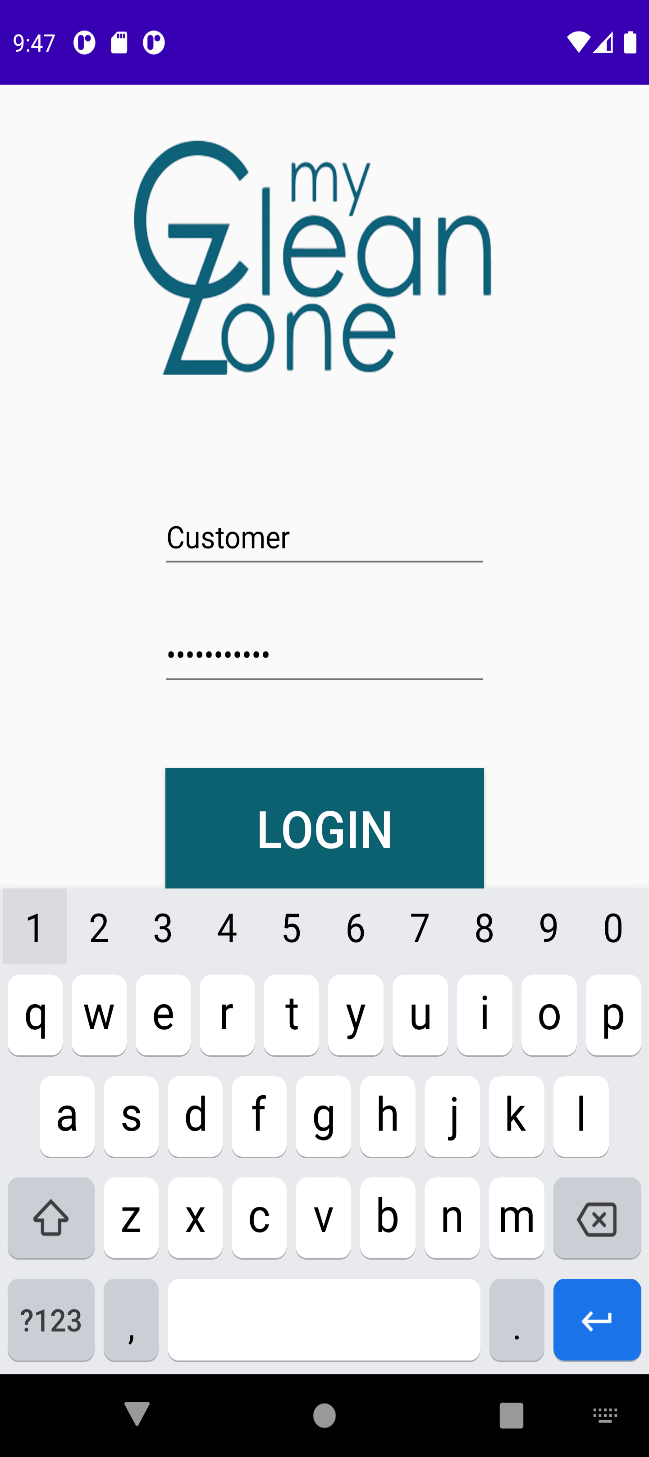 9:47
my
Clean
Zone
Customer
•••••••••••
LOGIN
1 2 3 4 5 6 7 8 9 0
q w e r t y u i o p
a s d f g h j k l
z x c v b n m
?123 , .